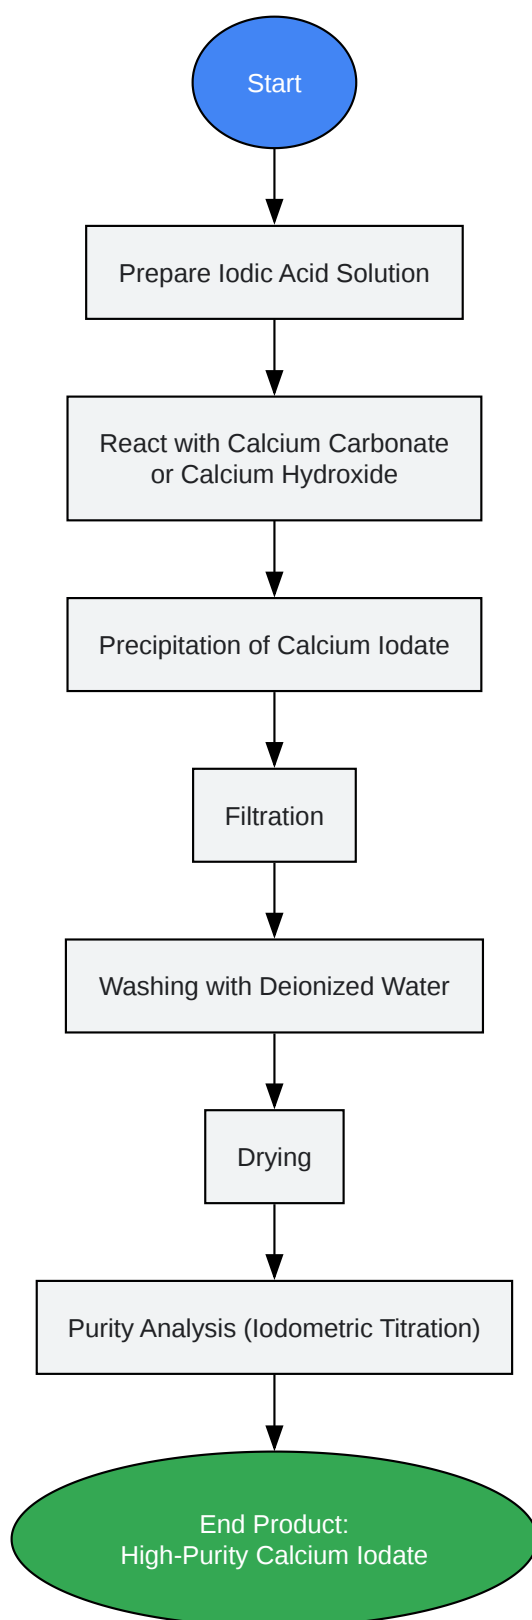 Start
Prepare Iodic Acid Solution
React with Calcium Carbonate
or Calcium Hydroxide
Precipitation of Calcium Iodate
Filtration
Washing with Deionized Water
Drying
Purity Analysis (Iodometric Titration)
End Product:
High-Purity Calcium Iodate